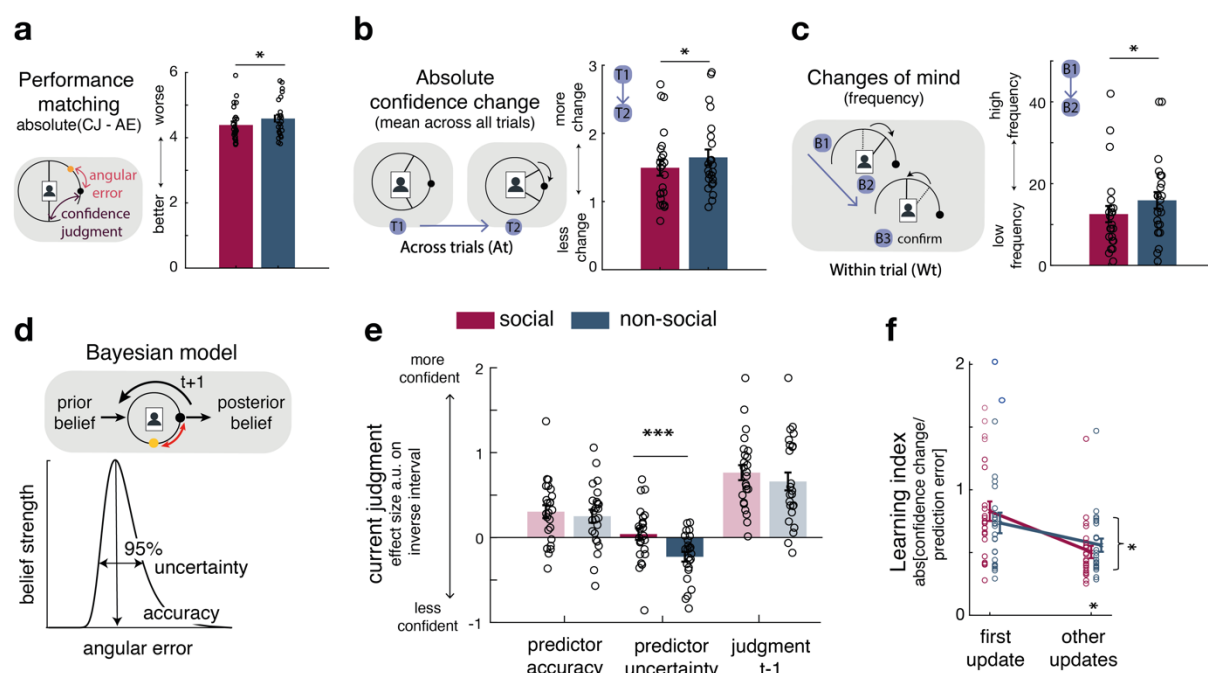 a
Performance
matching
absolute(CJ - AE)
angular
error
confidence
judgment
better
worse
6
4
2
0
*
b
Absolute
confidence change
(mean across all trials)
T1
T2
Across trials (At)
less
change
more
change
T1
T2
3
2
1
0
*
c
Changes of mind
(frequency)
B1
B2
B3 confirm
Within trial (Wt)
low
frequency
high
frequency
B1
B2
40
20
0
*
d
Bayesian model
t+1
prior
belief
posterior
belief
belief strength
95%
uncertainty
accuracy
angular error
e
social
non-social
more
confident
less
confident
current judgment
effect size a.u. on
inverse interval
2
1
0
-1
***
predictor
accuracy
predictor
uncertainty
judgment
t-1
f
Learning index
abs[confidence change/
prediction error]
2
1
0
*
*
first
update
other
updates